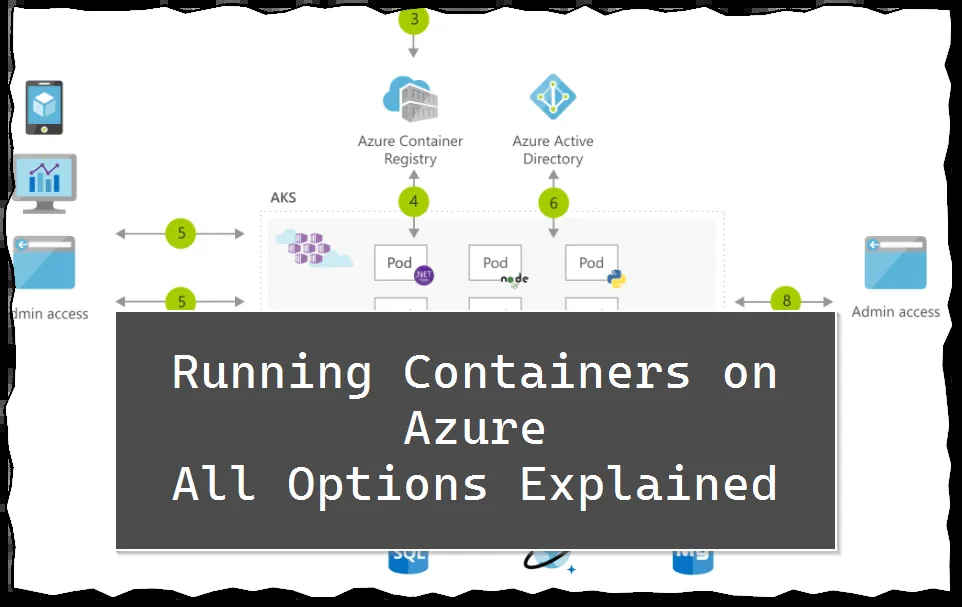 3
Azure Container
Registry
Azure Active
Directory
AKS
4
6
5
Pod
.NET
Pod
node
Pod
5
8
dmin access
Admin access
Running Containers on
Azure
All Options Explained
SQL